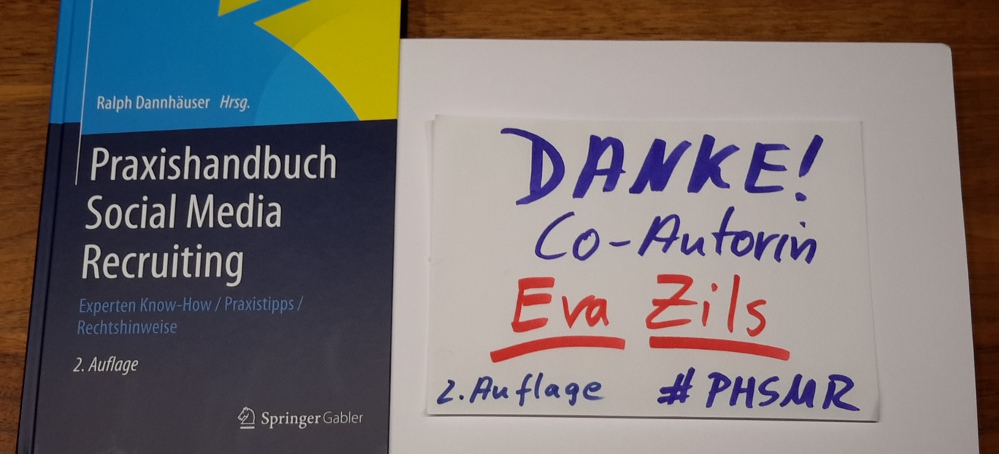 Ralph Dannhäuser Hrsg.
Praxishandbuch
Social Media
Recruiting
Experten Know-How / Praxistipps /
Rechtshinweise
2. Auflage
Springer Gabler
DANKE!
Co-Autorin
Eva Zils
2. Auflage #PHSMR